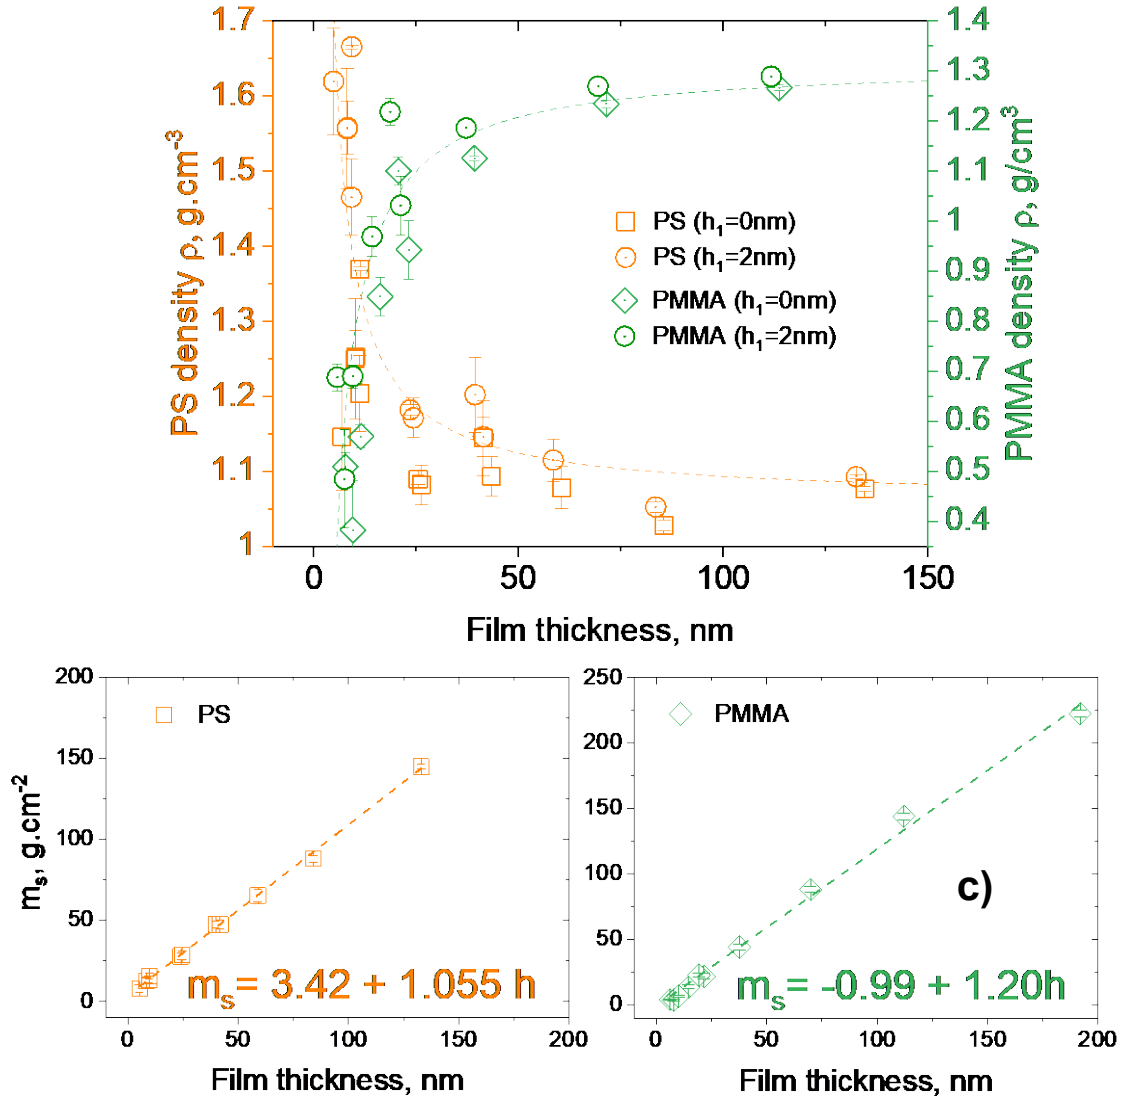 PS density ρ, g.cm⁻³
1.7
1.6
1.5
1.4
1.3
1.2
1.1
1
PS (h₁=0nm)
PS (h₁=2nm)
PMMA (h₁=0nm)
PMMA (h₁=2nm)
1.4
1.3
1.2
1.1
1
0.9
0.8
0.7
0.6
0.5
0.4
PMMA density ρ, g/cm³
0 50 100 150
Film thickness, nm
mₛ, g.cm⁻²
200
150
100
50
0
PS
mₛ= 3.42 + 1.055 h
0 50 100 150 200
Film thickness, nm
250
200
150
100
50
0
PMMA
c)
mₛ= -0.99 + 1.20h
0 50 100 150 200
Film thickness, nm